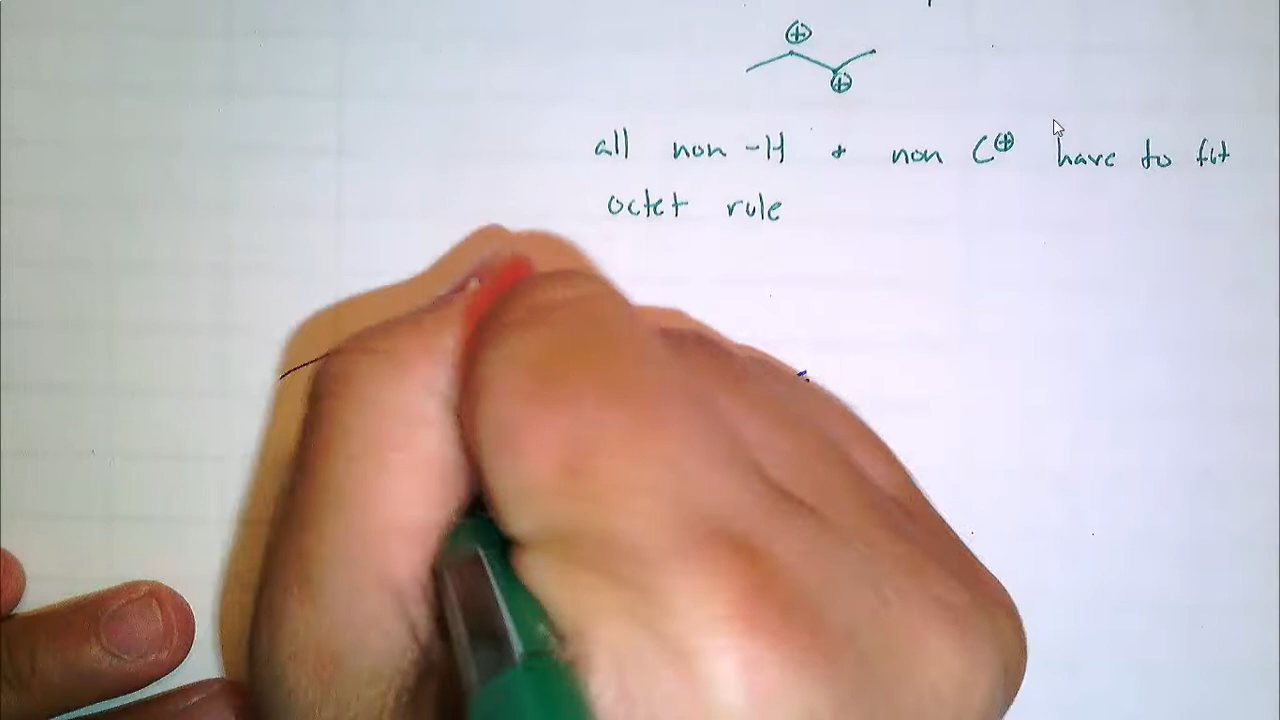 ⊕
⊕
all non-H + non C⊕ have to fit
octet rule